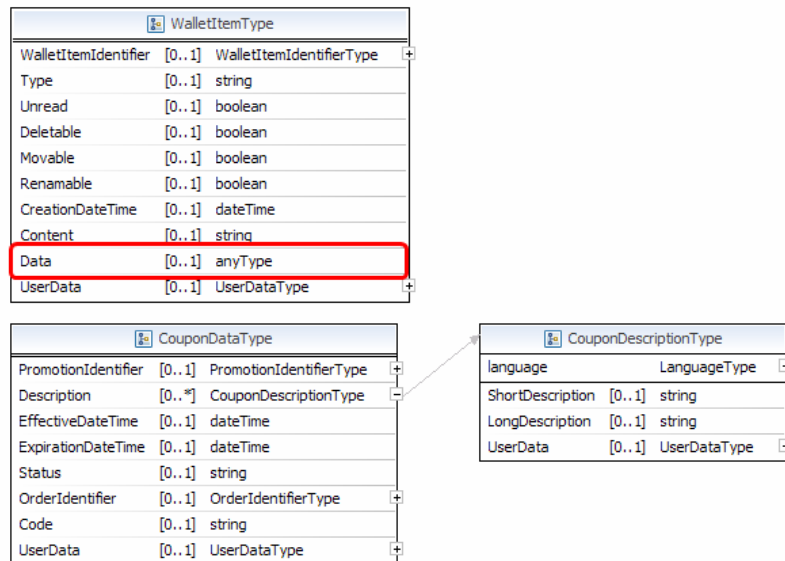 WalletItemType
WalletItemIdentifier [0..1] WalletItemIdentifierType
Type [0..1] string
Unread [0..1] boolean
Deletable [0..1] boolean
Movable [0..1] boolean
Renamable [0..1] boolean
CreationDateTime [0..1] dateTime
Content [0..1] string
Data [0..1] anyType
UserData [0..1] UserDataType
CouponDataType
PromotionIdentifier [0..1] PromotionIdentifierType
Description [0..*] CouponDescriptionType
EffectiveDateTime [0..1] dateTime
ExpirationDateTime [0..1] dateTime
Status [0..1] string
OrderIdentifier [0..1] OrderIdentifierType
Code [0..1] string
UserData [0..1] UserDataType
CouponDescriptionType
language LanguageType
ShortDescription [0..1] string
LongDescription [0..1] string
UserData [0..1] UserDataType